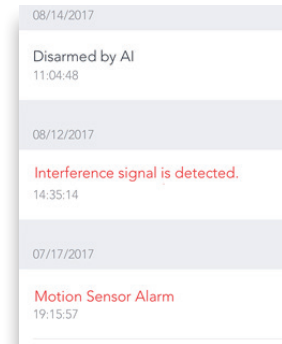 08/14/2017
Disarmed by AI
11:04:48
08/12/2017
Interference signal is detected.
14:35:14
07/17/2017
Motion Sensor Alarm
19:15:57